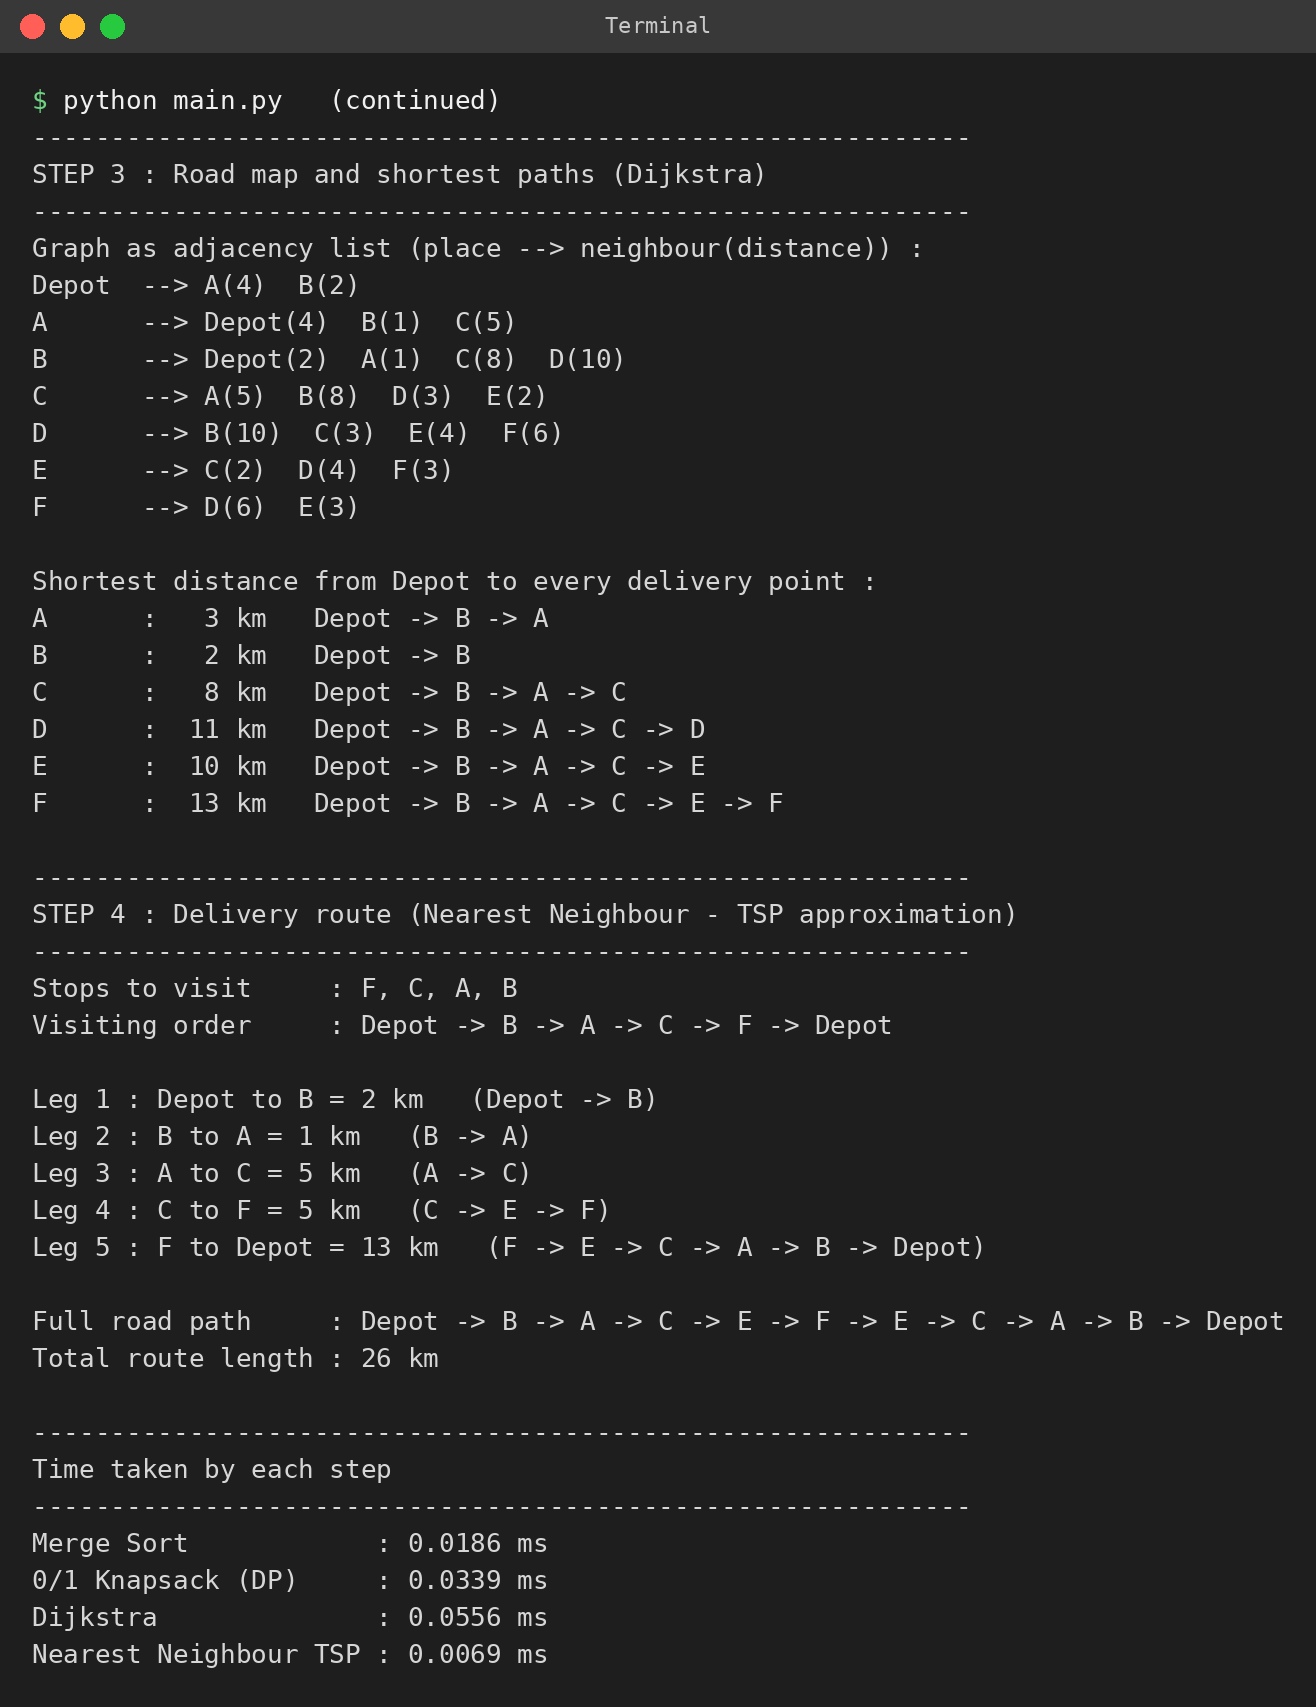 Terminal
$ python main.py   (continued)
------------------------------------------------------------
STEP 3 : Road map and shortest paths (Dijkstra)
------------------------------------------------------------
Graph as adjacency list (place --> neighbour(distance)) :
Depot  --> A(4)  B(2)
A      --> Depot(4)  B(1)  C(5)
B      --> Depot(2)  A(1)  C(8)  D(10)
C      --> A(5)  B(8)  D(3)  E(2)
D      --> B(10)  C(3)  E(4)  F(6)
E      --> C(2)  D(4)  F(3)
F      --> D(6)  E(3)

Shortest distance from Depot to every delivery point :
A      :   3 km   Depot -> B -> A
B      :   2 km   Depot -> B
C      :   8 km   Depot -> B -> A -> C
D      :  11 km   Depot -> B -> A -> C -> D
E      :  10 km   Depot -> B -> A -> C -> E
F      :  13 km   Depot -> B -> A -> C -> E -> F

------------------------------------------------------------
STEP 4 : Delivery route (Nearest Neighbour - TSP approximation)
------------------------------------------------------------
Stops to visit     : F, C, A, B
Visiting order     : Depot -> B -> A -> C -> F -> Depot

Leg 1 : Depot to B = 2 km   (Depot -> B)
Leg 2 : B to A = 1 km   (B -> A)
Leg 3 : A to C = 5 km   (A -> C)
Leg 4 : C to F = 5 km   (C -> E -> F)
Leg 5 : F to Depot = 13 km   (F -> E -> C -> A -> B -> Depot)

Full road path     : Depot -> B -> A -> C -> E -> F -> E -> C -> A -> B -> Depot
Total route length : 26 km

------------------------------------------------------------
Time taken by each step
------------------------------------------------------------
Merge Sort            : 0.0186 ms
0/1 Knapsack (DP)     : 0.0339 ms
Dijkstra              : 0.0556 ms
Nearest Neighbour TSP : 0.0069 ms